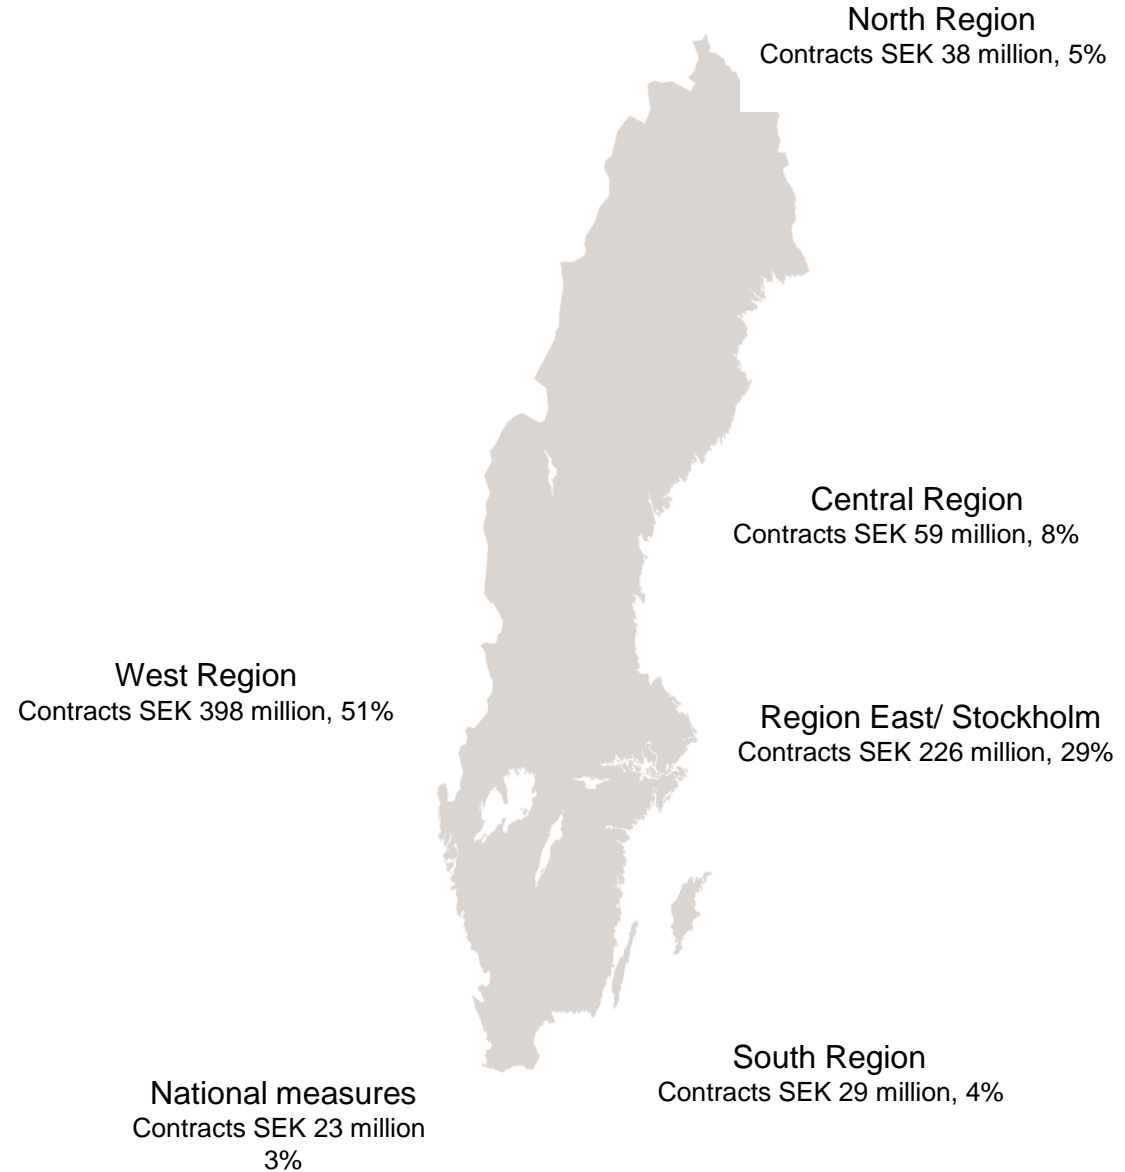 North Region
Contracts SEK 38 million, 5%
Central Region
Contracts SEK 59 million, 8%
West Region
Contracts SEK 398 million, 51%
Region East/ Stockholm
Contracts SEK 226 million, 29%
South Region
Contracts SEK 29 million, 4%
National measures
Contracts SEK 23 million
3%